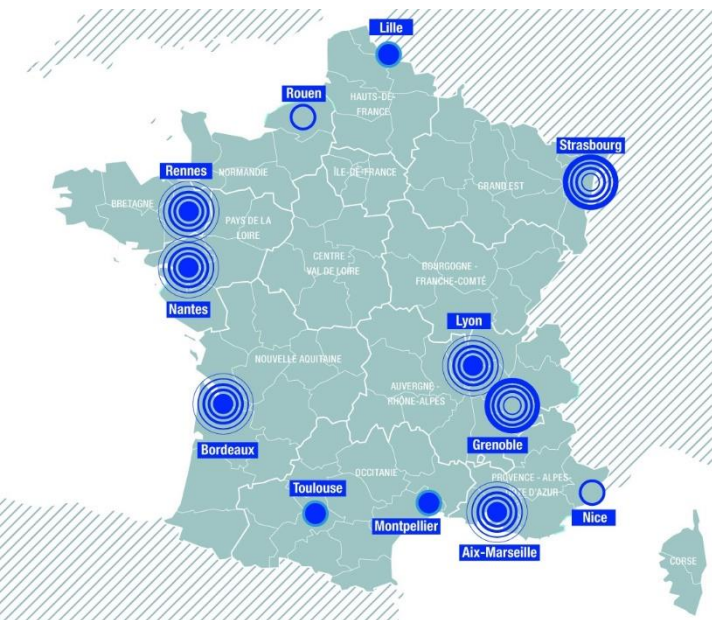 Lille
Rouen
HAUTS-DE-
FRANCE
Strasbourg
Rennes
NORMANDIE
ÎLE-DE-FRANCE
GRAND EST
BRETAGNE
PAYS DE LA
LOIRE
CENTRE -
VAL DE LOIRE
BOURGOGNE -
FRANCHE-COMTÉ
Nantes
Lyon
NOUVELLE AQUITAINE
AUVERGNE -
RHÔNE-ALPES
Bordeaux
Grenoble
OCCITANIE
Toulouse
PROVENCE - ALPES
D'AZUR
Montpellier
Nice
Aix-Marseille
CORSE